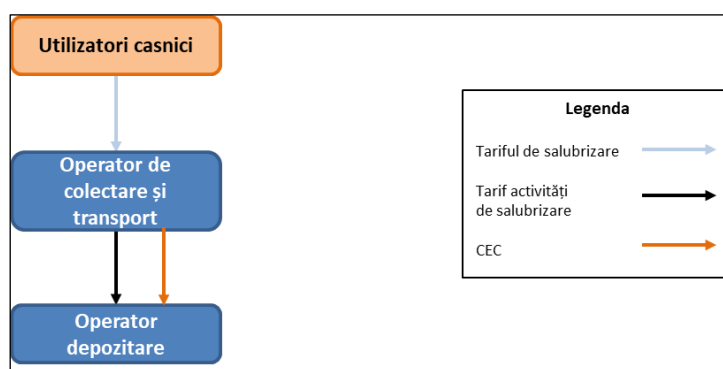 Utilizatori casnici
Operator de
colectare și
transport
Operator
depozitare
Legenda
Tariful de salubrizare
Tarif activități
de salubrizare
CEC